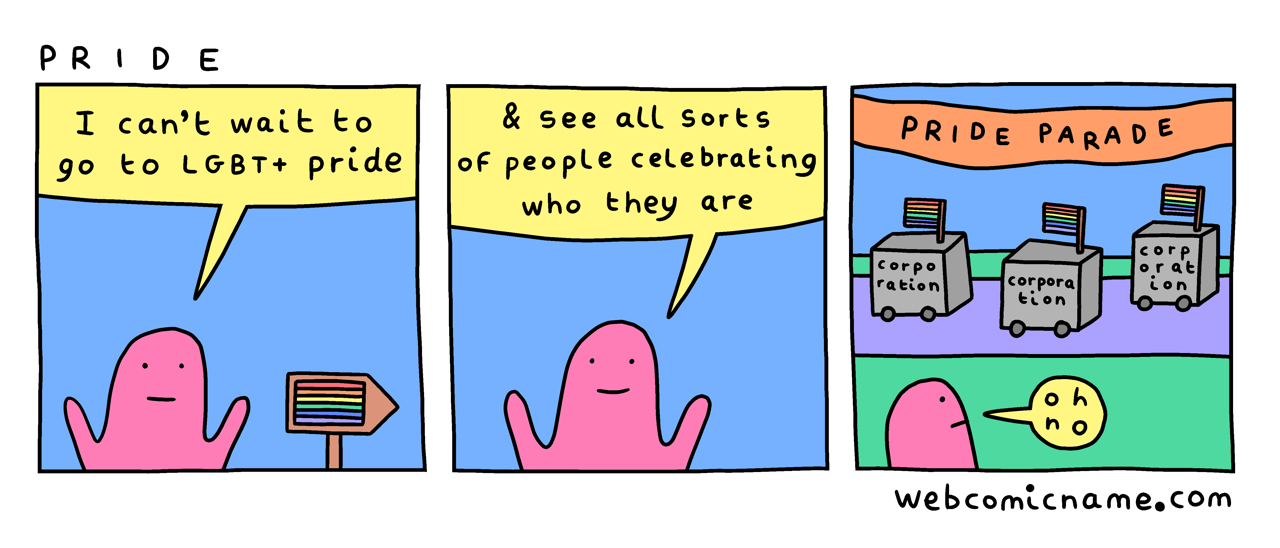 PRIDE
I can't wait to
go to LGBT+ pride
& see all sorts
of people celebrating
who they are
PRIDE PARADE
corpo
ration
corpora
tion
corp
orat
ion
oh
no
webcomicname.com